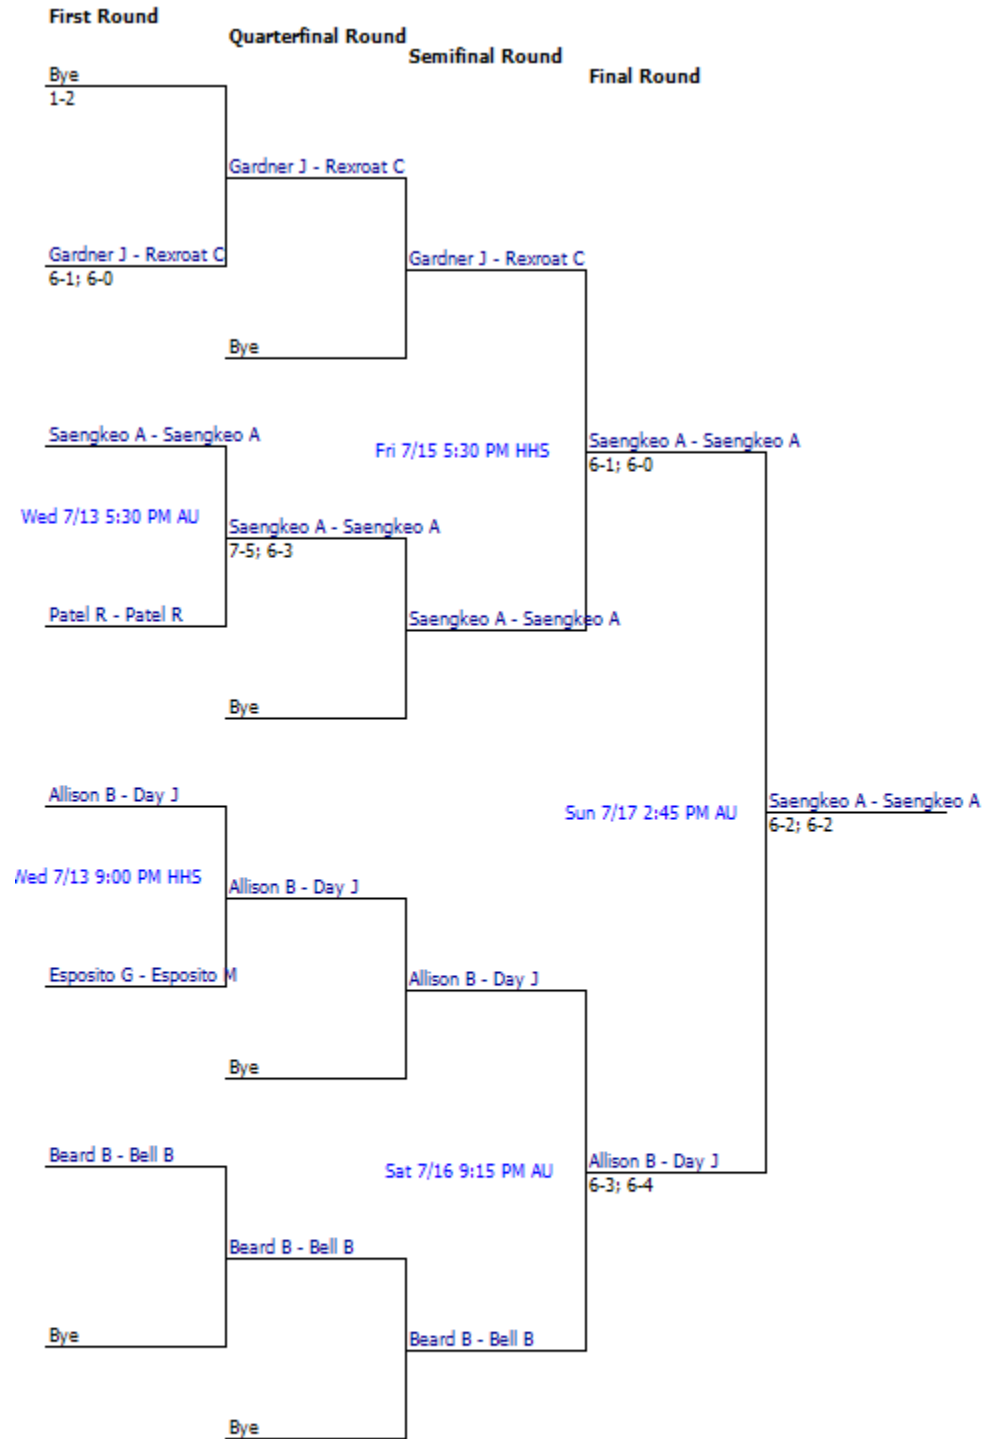 First Round
Quarterfinal Round
Semifinal Round
Final Round
Bye
1-2
Gardner J - Rexroat C
Gardner J - Rexroat C
6-1; 6-0
Gardner J - Rexroat C
Bye
Saengkeo A - Saengkeo A
Fri 7/15 5:30 PM HHS
Saengkeo A - Saengkeo A
6-1; 6-0
Wed 7/13 5:30 PM AU
Saengkeo A - Saengkeo A
7-5; 6-3
Patel R - Patel R
Saengkeo A - Saengkeo A
Bye
Allison B - Day J
Sun 7/17 2:45 PM AU
Saengkeo A - Saengkeo A
6-2; 6-2
Wed 7/13 9:00 PM HHS
Allison B - Day J
Esposito G - Esposito M
Allison B - Day J
Bye
Beard B - Bell B
Sat 7/16 9:15 PM AU
Allison B - Day J
6-3; 6-4
Beard B - Bell B
Bye
Beard B - Bell B
Bye